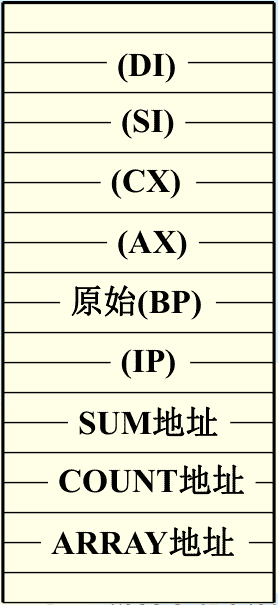 (DI)
(SI)
(CX)
(AX)
原始(BP)
(IP)
SUM地址
COUNT地址
ARRAY地址